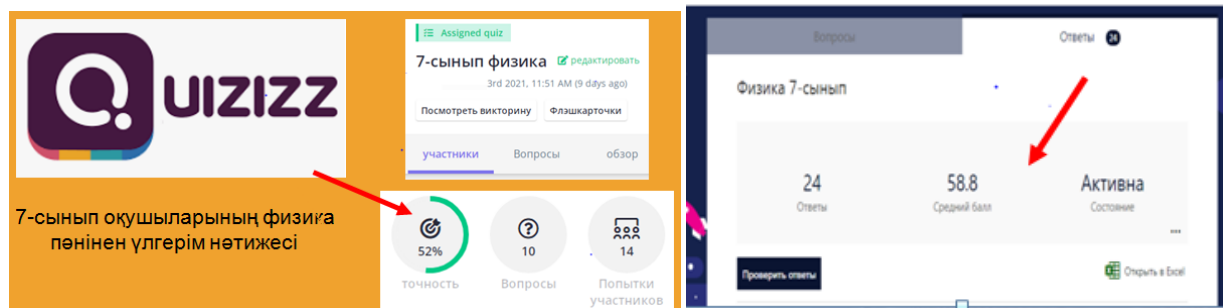 QUIZIZZ
7-сынып оқушыларының физика
пәнінен үлгерім нәтижесі
Assigned quiz
7-сынып физика редактировать
3rd 2021, 11:51 AM (9 days ago)
Посмотреть викторину Флэшкарточки
участники Вопросы обзор
52% 10 14
точность Вопросы Попытки
участников
Вопросы Ответы 24
Физика 7-сынып
24 58.8 Активна
Ответы Средний балл Состояние
...
Проверить ответы Открыть в Excel